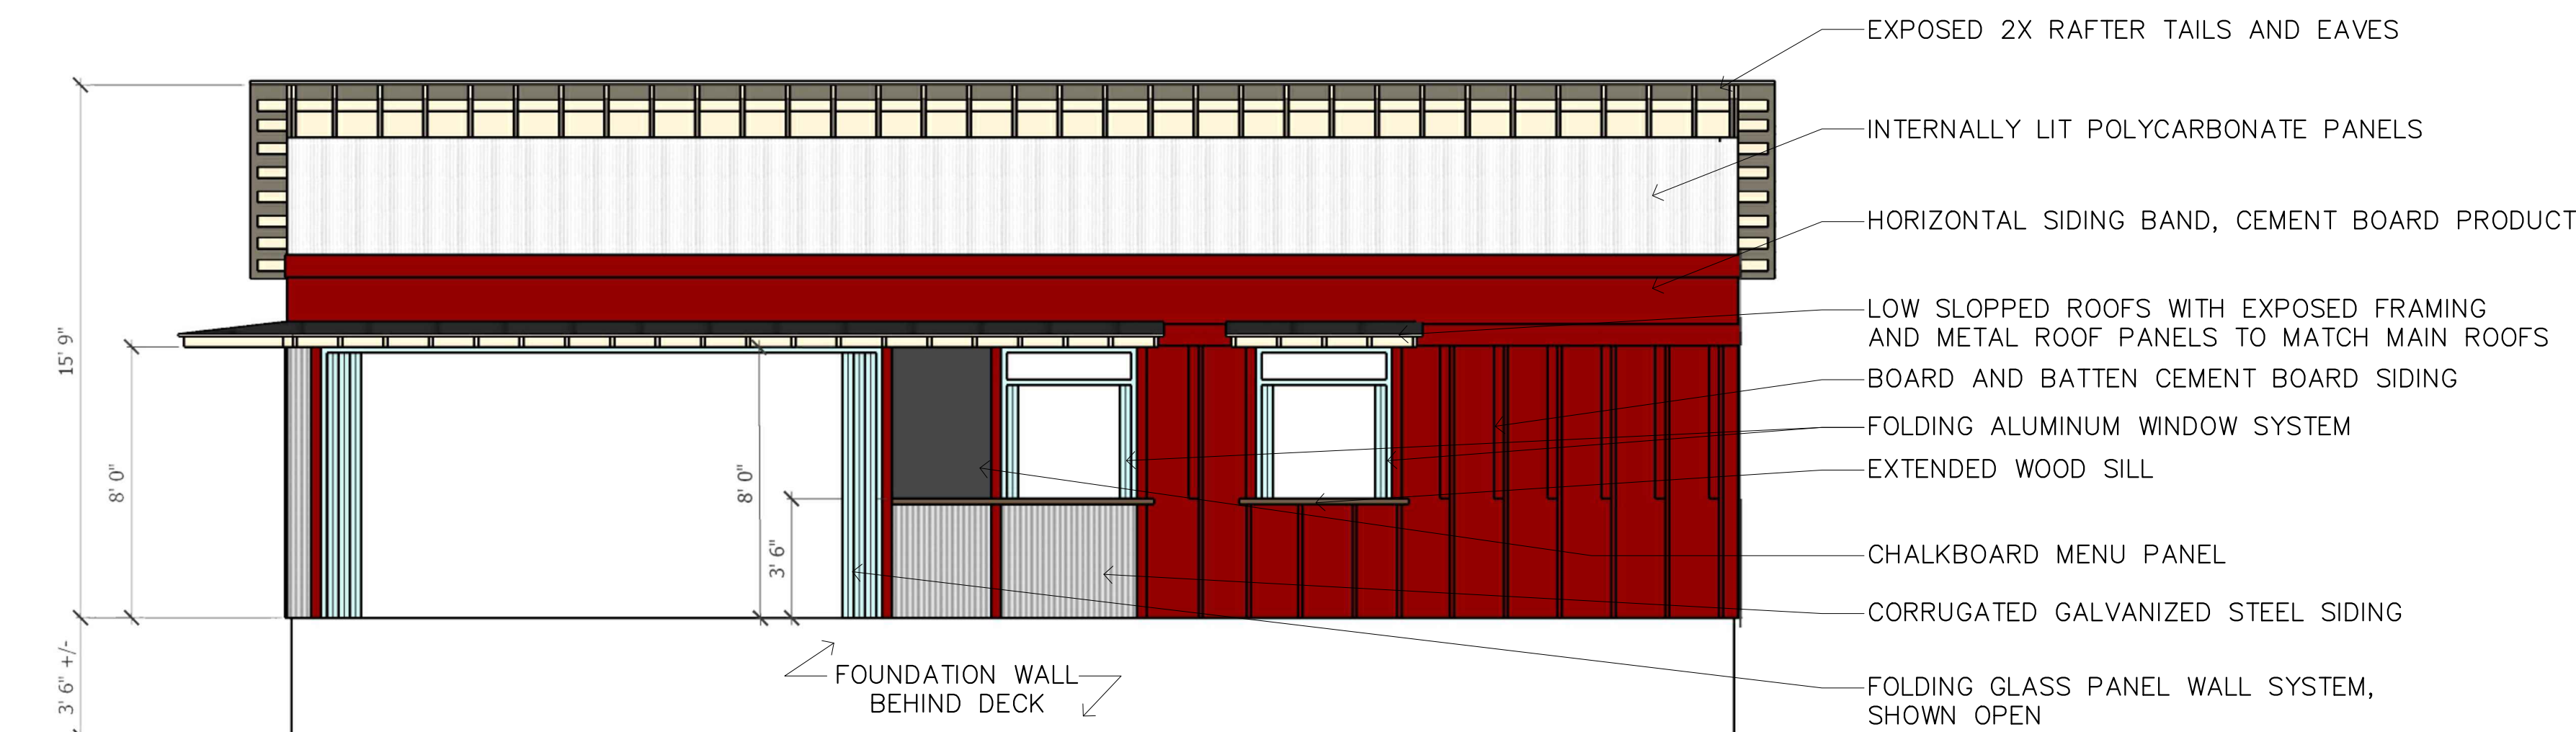 EXPOSED 2X RAFTER TAILS AND EAVES
INTERNALLY LIT POLYCARBONATE PANELS
HORIZONTAL SIDING BAND, CEMENT BOARD PRODUCT
LOW SLOPPED ROOFS WITH EXPOSED FRAMING
AND METAL ROOF PANELS TO MATCH MAIN ROOFS
BOARD AND BATTEN CEMENT BOARD SIDING
FOLDING ALUMINUM WINDOW SYSTEM
EXTENDED WOOD SILL
CHALKBOARD MENU PANEL
CORRUGATED GALVANIZED STEEL SIDING
FOLDING GLASS PANEL WALL SYSTEM,
SHOWN OPEN
15' 9"
8' 0"
8' 0"
3' 6"
3' 6" +/-
FOUNDATION WALL
BEHIND DECK